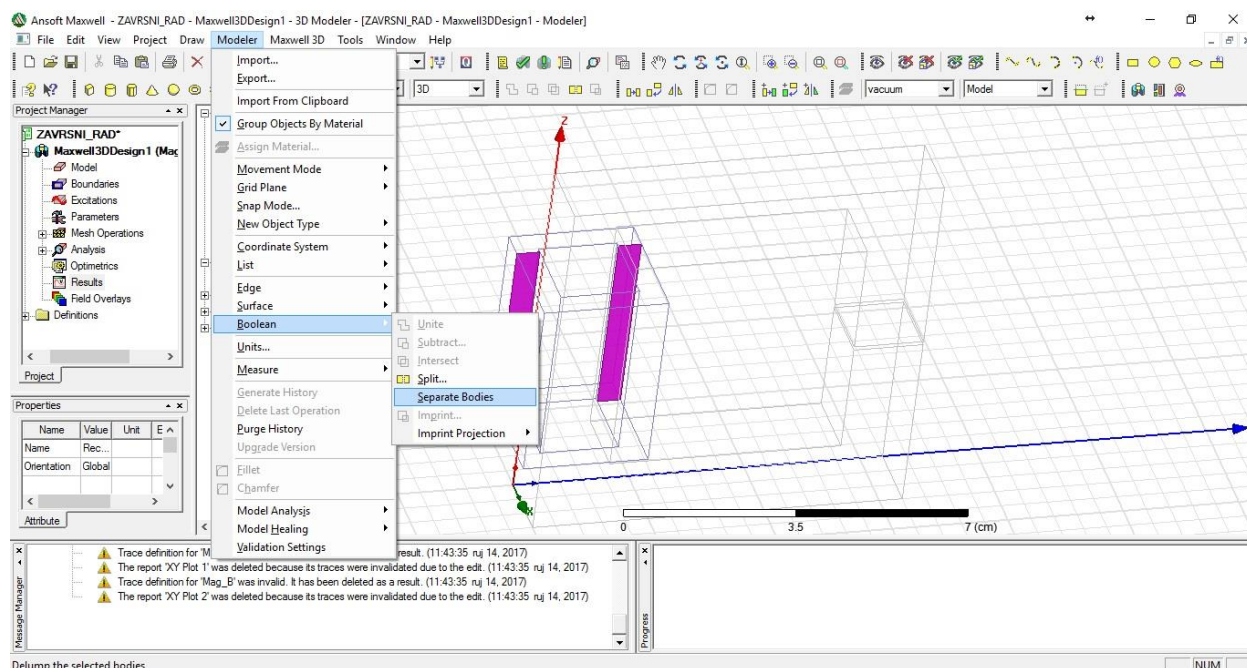 Ansoft Maxwell - ZAVRSNI_RAD - Maxwell3DDesign1 - 3D Modeler - [ZAVRSNI_RAD - Maxwell3DDesign1 - Modeler]
File Edit View Project Draw Modeler Maxwell 3D Tools Window Help
3D vacuum Model
Project Manager
ZAVRSNI_RAD*
Maxwell3DDesign1 (Mag
Model
Boundaries
Excitations
Parameters
Mesh Operations
Analysis
Optimetrics
Results
Field Overlays
Definitions
Project
Properties
Name Value Unit E
Name Rec...
Orientation Global
Attribute
Import...
Export...
Import From Clipboard
Group Objects By Material
Assign Material...
Movement Mode
Grid Plane
Snap Mode...
New Object Type
Coordinate System
List
Edge
Surface
Boolean
Units...
Measure
Generate History
Delete Last Operation
Purge History
Upgrade Version
Fillet
Chamfer
Model Analysis
Model Healing
Validation Settings
Unite
Subtract...
Intersect
Split...
Separate Bodies
Imprint...
Imprint Projection
Z
X
0 3.5 7 (cm)
Message Manager
Trace definition for 'M result. (11:43:35 ruj 14, 2017)
The report 'XY Plot 1' was deleted because its traces were invalidated due to the edit. (11:43:35 ruj 14, 2017)
Trace definition for 'Mag_B' was invalid. It has been deleted as a result. (11:43:35 ruj 14, 2017)
The report 'XY Plot 2' was deleted because its traces were invalidated due to the edit. (11:43:35 ruj 14, 2017)
Progress
Delump the selected bodies
NUM